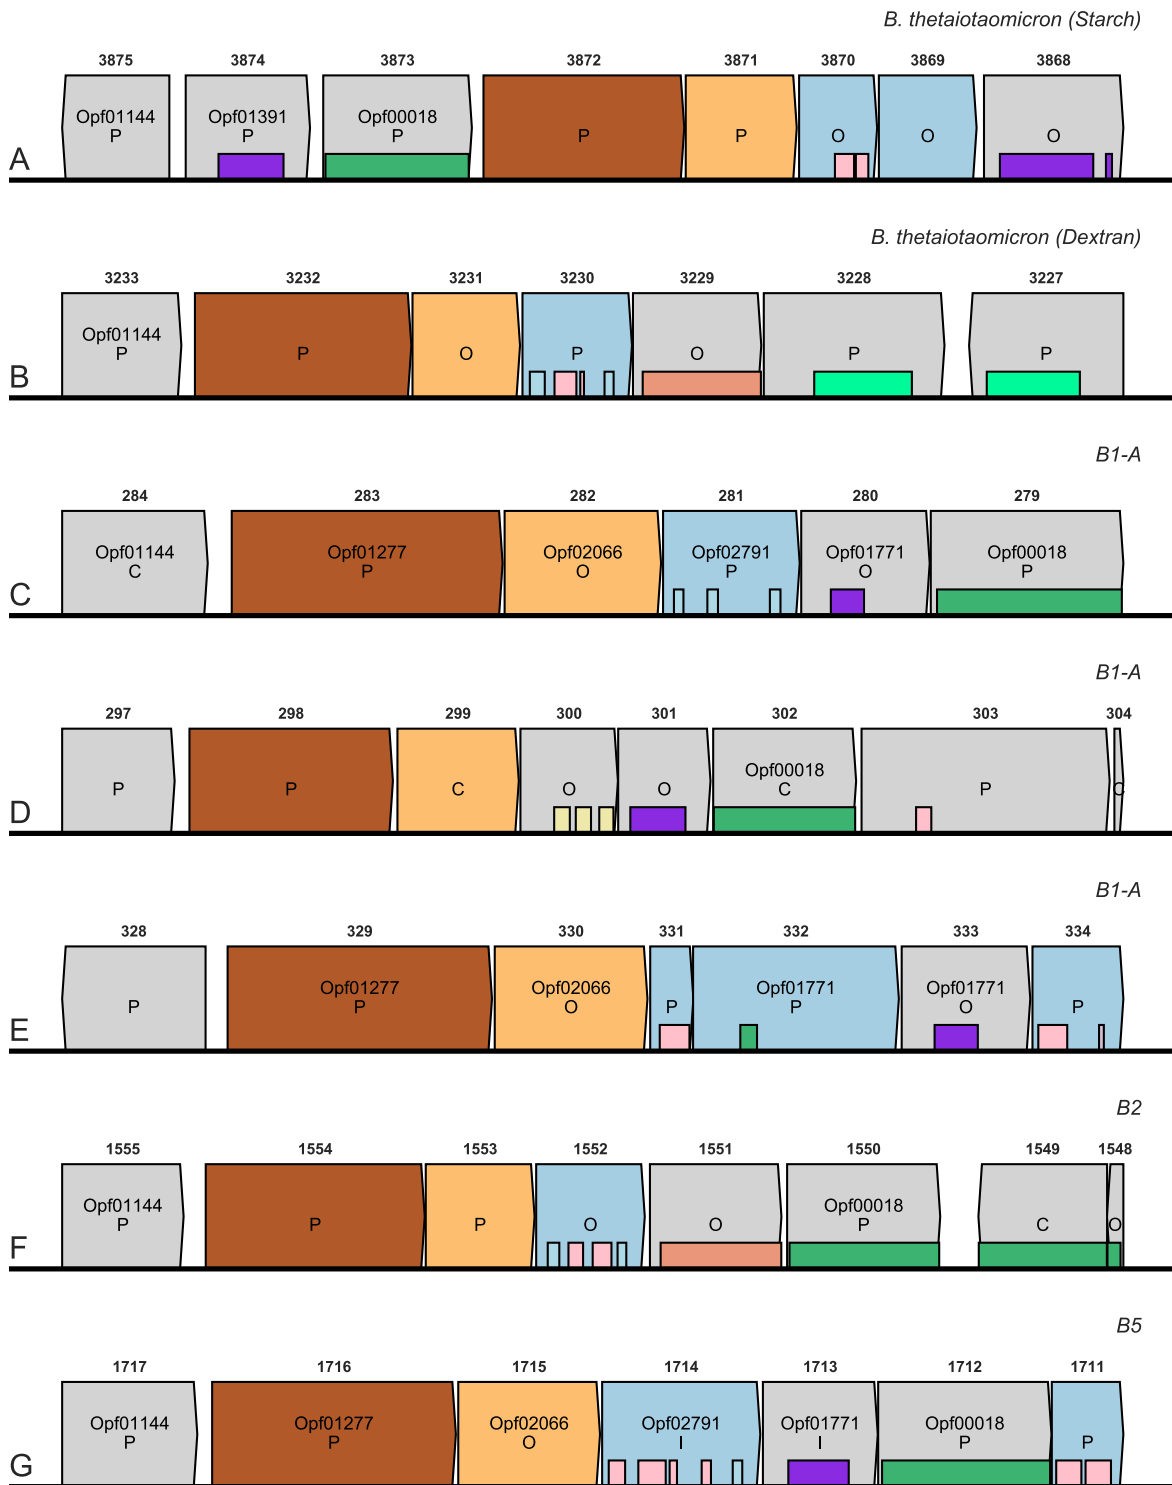 B. thetaiotaomicron (Starch)
3875 3874 3873 3872 3871 3870 3869 3868
Opf01144 Opf01391 Opf00018
P P P P P O O O
A
B. thetaiotaomicron (Dextran)
3233 3232 3231 3230 3229 3228 3227
Opf01144
P P O P O P P
B
B1-A
284 283 282 281 280 279
Opf01144 Opf01277 Opf02066 Opf02791 Opf01771 Opf00018
C P O P O P
C
B1-A
297 298 299 300 301 302 303 304
Opf00018
P P C O O C P C
D
B1-A
328 329 330 331 332 333 334
Opf01277 Opf02066 Opf01771 Opf01771
P P O P P O P
E
B2
1555 1554 1553 1552 1551 1550 1549 1548
Opf01144 Opf00018
P P P O O P C O
F
B5
1717 1716 1715 1714 1713 1712 1711
Opf01144 Opf01277 Opf02066 Opf02791 Opf01771 Opf00018
P P O I I P P
G